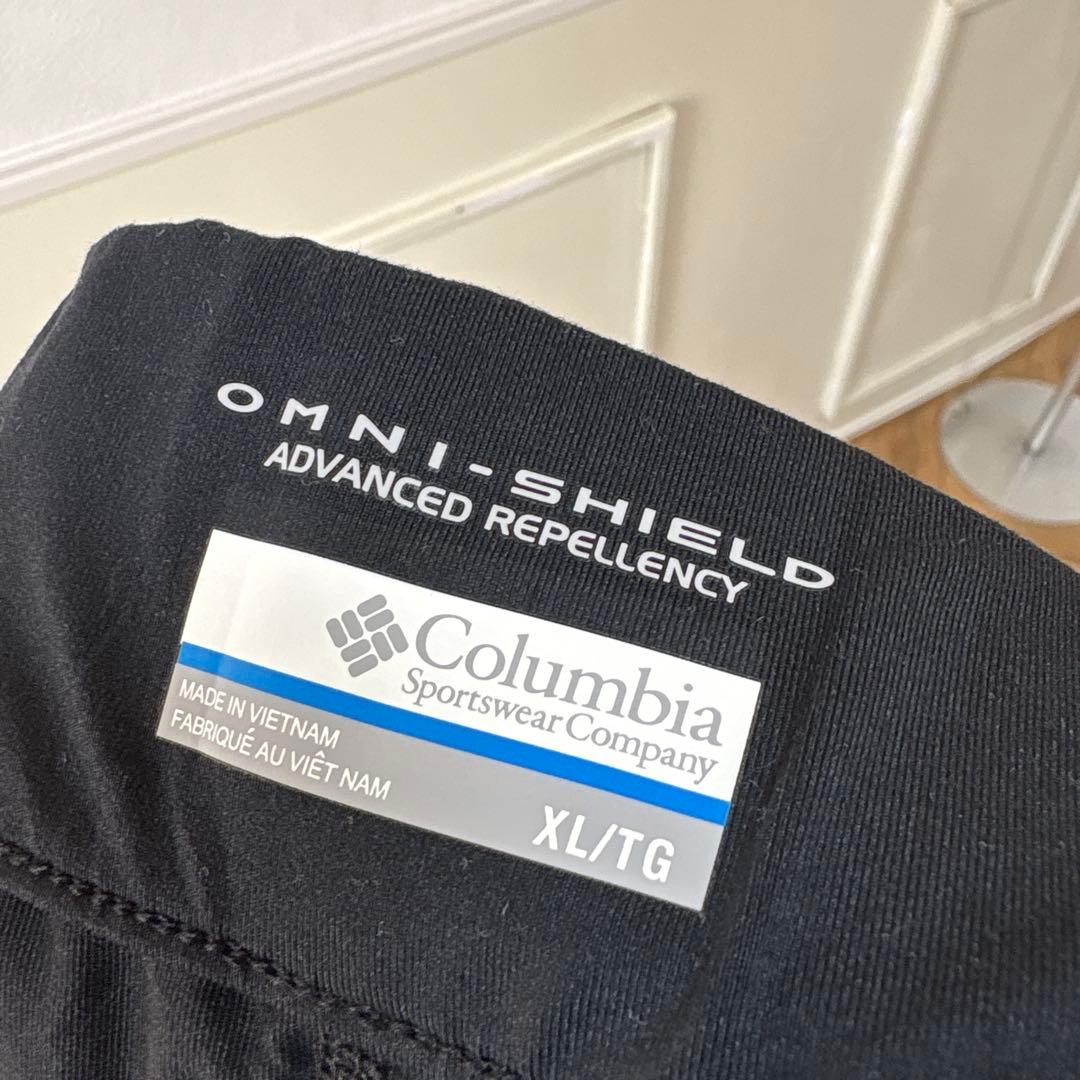 OMNI-SHIELD
ADVANCED REPELLENCY
Columbia
Sportswear Company
MADE IN VIETNAM
FABRIQUÉ AU VIÊT NAM
XL/TG